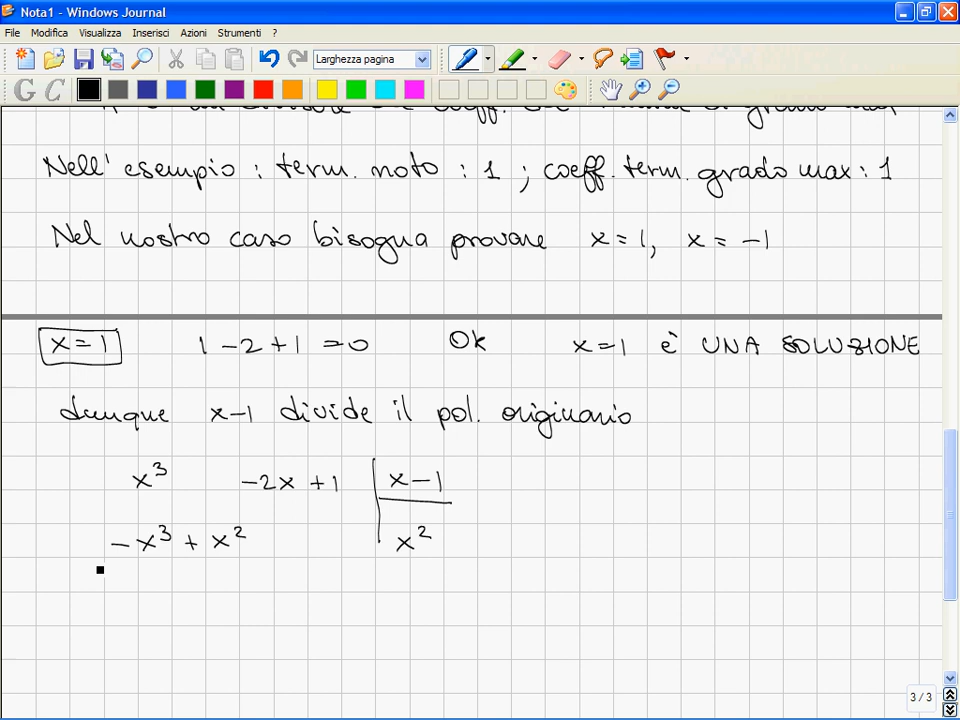 Nota1 - Windows Journal
File Modifica Visualizza Inserisci Azioni Strumenti ?
Larghezza pagina
Nell' esempio : term. noto : 1 ; coeff. term. grado max : 1
Nel nostro caso bisogna provare x = 1, x = -1
x = 1 1 - 2 + 1 = 0 Ok x = 1 è UNA SOLUZIONE
dunque x-1 divide il pol. originario
x³ -2x +1 x-1
-x³ + x² x²
3 / 3